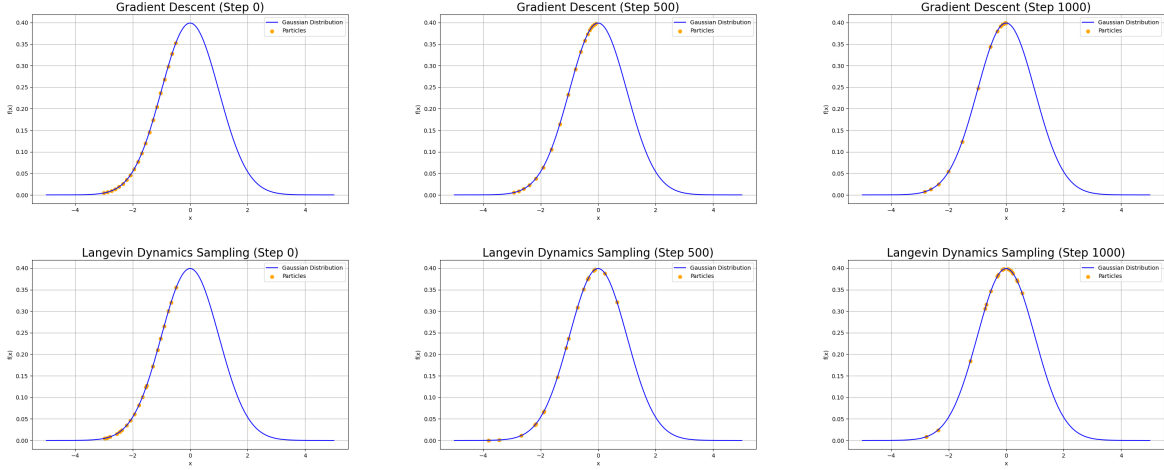 Gradient Descent (Step 0)
Gaussian Distribution
Particles
f(x)
0.40
0.35
0.30
0.25
0.20
0.15
0.10
0.05
0.00
−4 −2 0 2 4
x
Gradient Descent (Step 500)
Gaussian Distribution
Particles
f(x)
0.40
0.35
0.30
0.25
0.20
0.15
0.10
0.05
0.00
−4 −2 0 2 4
x
Gradient Descent (Step 1000)
Gaussian Distribution
Particles
f(x)
0.40
0.35
0.30
0.25
0.20
0.15
0.10
0.05
0.00
−4 −2 0 2 4
x
Langevin Dynamics Sampling (Step 0)
Gaussian Distribution
Particles
f(x)
0.40
0.35
0.30
0.25
0.20
0.15
0.10
0.05
0.00
−4 −2 0 2 4
x
Langevin Dynamics Sampling (Step 500)
Gaussian Distribution
Particles
f(x)
0.40
0.35
0.30
0.25
0.20
0.15
0.10
0.05
0.00
−4 −2 0 2 4
x
Langevin Dynamics Sampling (Step 1000)
Gaussian Distribution
Particles
f(x)
0.40
0.35
0.30
0.25
0.20
0.15
0.10
0.05
0.00
−4 −2 0 2 4
x